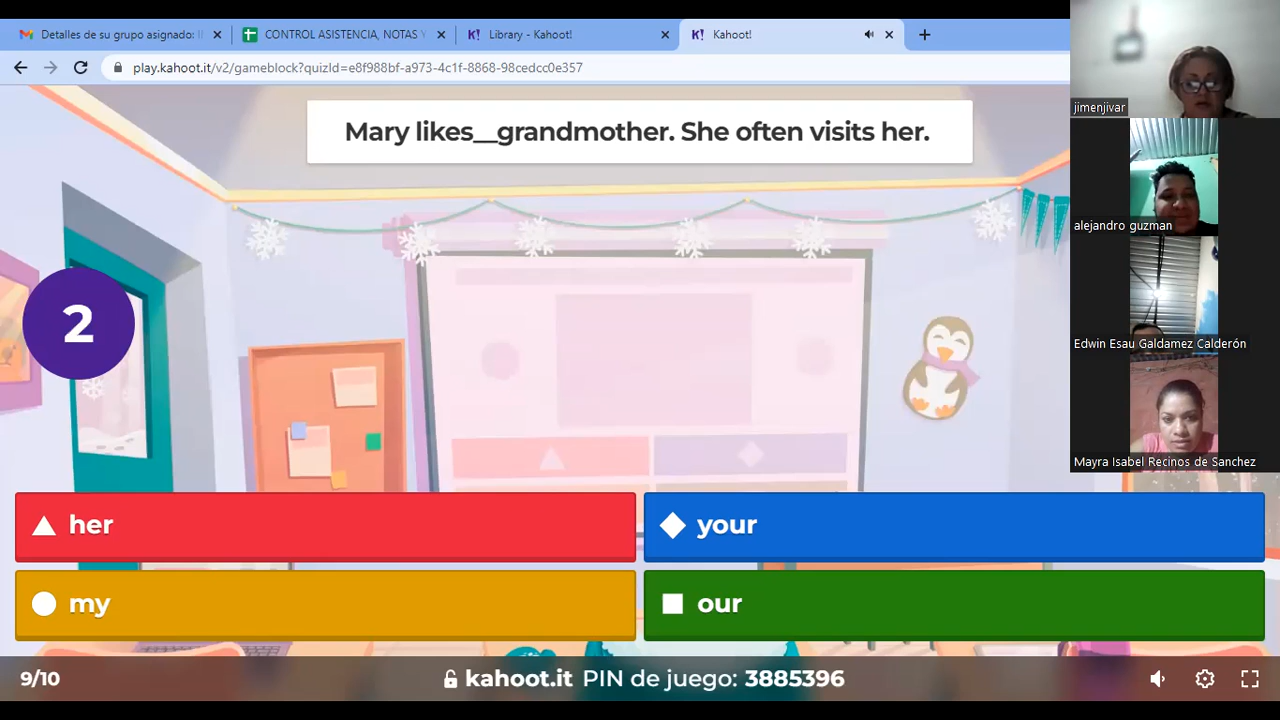 Detalles de su grupo asignado: I
CONTROL ASISTENCIA, NOTAS Y
K! Library - Kahoot!
K! Kahoot!
play.kahoot.it/v2/gameblock?quizId=e8f988bf-a973-4c1f-8868-98cedcc0e357
Mary likes__grandmother. She often visits her.
2
her
your
my
our
9/10
kahoot.it PIN de juego: 3885396
jimenjivar
alejandro guzman
Edwin Esau Galdamez Calderón
Mayra Isabel Recinos de Sanchez